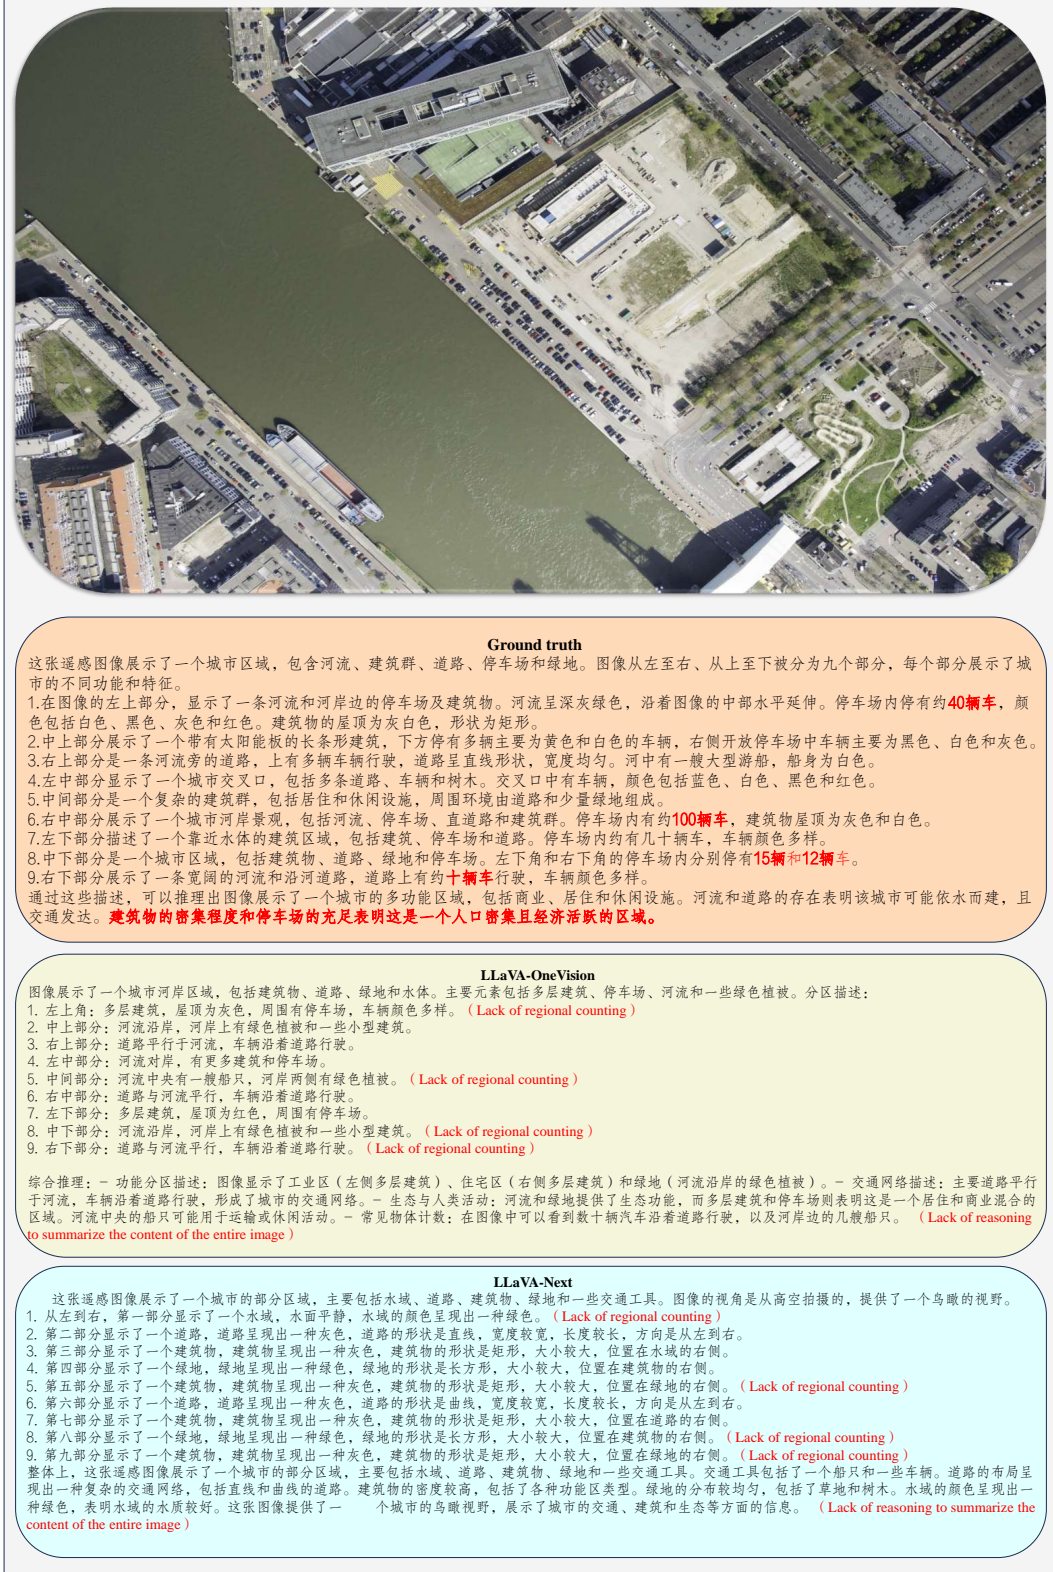 Ground truth
这张遥感图像展示了一个城市区域，包含河流、建筑群、道路、停车场和绿地。图像从左至右、从上至下被分为九个部分，每个部分展示了城
市的不同功能和特征。
1.在图像的左上部分，显示了一条河流和河岸边的停车场及建筑物。河流呈深灰绿色，沿着图像的中部水平延伸。停车场内停有约40辆车，颜
色包括白色、黑色、灰色和红色。建筑物的屋顶为灰白色，形状为矩形。
2.中上部分展示了一个带有太阳能板的长条形建筑，下方停有多辆主要为黄色和白色的车辆，右侧开放停车场中车辆主要为黑色、白色和灰色。
3.右上部分是一条河流旁的道路，上有多辆车辆行驶，道路呈直线形状，宽度均匀。河中有一艘大型游船，船身为白色。
4.左中部分显示了一个城市交叉口，包括多条道路、车辆和树木。交叉口中有车辆，颜色包括蓝色、白色、黑色和红色。
5.中间部分是一个复杂的建筑群，包括居住和休闲设施，周围环境由道路和少量绿地组成。
6.右中部分展示了一个城市河岸景观，包括河流、停车场、直道路和建筑群。停车场内有约100辆车，建筑物屋顶为灰色和白色。
7.左下部分描述了一个靠近水体的建筑区域，包括建筑、停车场和道路。停车场内约有几十辆车，车辆颜色多样。
8.中下部分是一个城市区域，包括建筑物、道路、绿地和停车场。左下角和右下角的停车场内分别停有15辆和12辆车。
9.右下部分展示了一条宽阔的河流和沿河道路，道路上有约十辆车行驶，车辆颜色多样。
通过这些描述，可以推理出图像展示了一个城市的多功能区域，包括商业、居住和休闲设施。河流和道路的存在表明该城市可能依水而建，且
交通发达。建筑物的密集程度和停车场的充足表明这是一个人口密集且经济活跃的区域。
LLaVA-OneVision
图像展示了一个城市河岸区域，包括建筑物、道路、绿地和水体。主要元素包括多层建筑、停车场、河流和一些绿色植被。分区描述：
1. 左上角：多层建筑，屋顶为灰色，周围有停车场，车辆颜色多样。（Lack of regional counting）
2. 中上部分：河流沿岸，河岸上有绿色植被和一些小型建筑。
3. 右上部分：道路平行于河流，车辆沿着道路行驶。
4. 左中部分：河流对岸，有更多建筑和停车场。
5. 中间部分：河流中央有一艘船只，河岸两侧有绿色植被。（Lack of regional counting）
6. 右中部分：道路与河流平行，车辆沿着道路行驶。
7. 左下部分：多层建筑，屋顶为红色，周围有停车场。
8. 中下部分：河流沿岸，河岸上有绿色植被和一些小型建筑。（Lack of regional counting）
9. 右下部分：道路与河流平行，车辆沿着道路行驶。（Lack of regional counting）
综合推理：- 功能分区描述：图像显示了工业区（左侧多层建筑）、住宅区（右侧多层建筑）和绿地（河流沿岸的绿色植被）。- 交通网络描述：主要道路平行
于河流，车辆沿着道路行驶，形成了城市的交通网络。- 生态与人类活动：河流和绿地提供了生态功能，而多层建筑和停车场则表明这是一个居住和商业混合的
区域。河流中央的船只可能用于运输或休闲活动。- 常见物体计数：在图像中可以看到数十辆汽车沿着道路行驶，以及河岸边的几艘船只。（Lack of reasoning
to summarize the content of the entire image）
LLaVA-Next
这张遥感图像展示了一个城市的部分区域，主要包括水域、道路、建筑物、绿地和一些交通工具。图像的视角是从高空拍摄的，提供了一个鸟瞰的视野。
1. 从左到右，第一部分显示了一个水域，水面平静，水域的颜色呈现出一种绿色。（Lack of regional counting）
2. 第二部分显示了一个道路，道路呈现出一种灰色，道路的形状是直线，宽度较宽，长度较长，方向是从左到右。
3. 第三部分显示了一个建筑物，建筑物呈现出一种灰色，建筑物的形状是矩形，大小较大，位置在水域的右侧。
4. 第四部分显示了一个绿地，绿地呈现出一种绿色，绿地的形状是长方形，大小较大，位置在建筑物的右侧。
5. 第五部分显示了一个建筑物，建筑物呈现出一种灰色，建筑物的形状是矩形，大小较大，位置在绿地的右侧。（Lack of regional counting）
6. 第六部分显示了一个道路，道路呈现出一种灰色，道路的形状是曲线，宽度较宽，长度较长，方向是从左到右。
7. 第七部分显示了一个建筑物，建筑物呈现出一种灰色，建筑物的形状是矩形，大小较大，位置在道路的右侧。
8. 第八部分显示了一个绿地，绿地呈现出一种绿色，绿地的形状是长方形，大小较大，位置在建筑物的右侧。（Lack of regional counting）
9. 第九部分显示了一个建筑物，建筑物呈现出一种灰色，建筑物的形状是矩形，大小较大，位置在绿地的右侧。（Lack of regional counting）
整体上，这张遥感图像展示了一个城市的部分区域，主要包括水域、道路、建筑物、绿地和一些交通工具。交通工具包括了一个船只和一些车辆。道路的布局呈
现出一种复杂的交通网络，包括直线和曲线的道路。建筑物的密度较高，包括了各种功能区类型。绿地的分布较均匀，包括了草地和树木。水域的颜色呈现出一
种绿色，表明水域的水质较好。这张图像提供了一 个城市的鸟瞰视野，展示了城市的交通、建筑和生态等方面的信息。（Lack of reasoning to summarize the
content of the entire image）